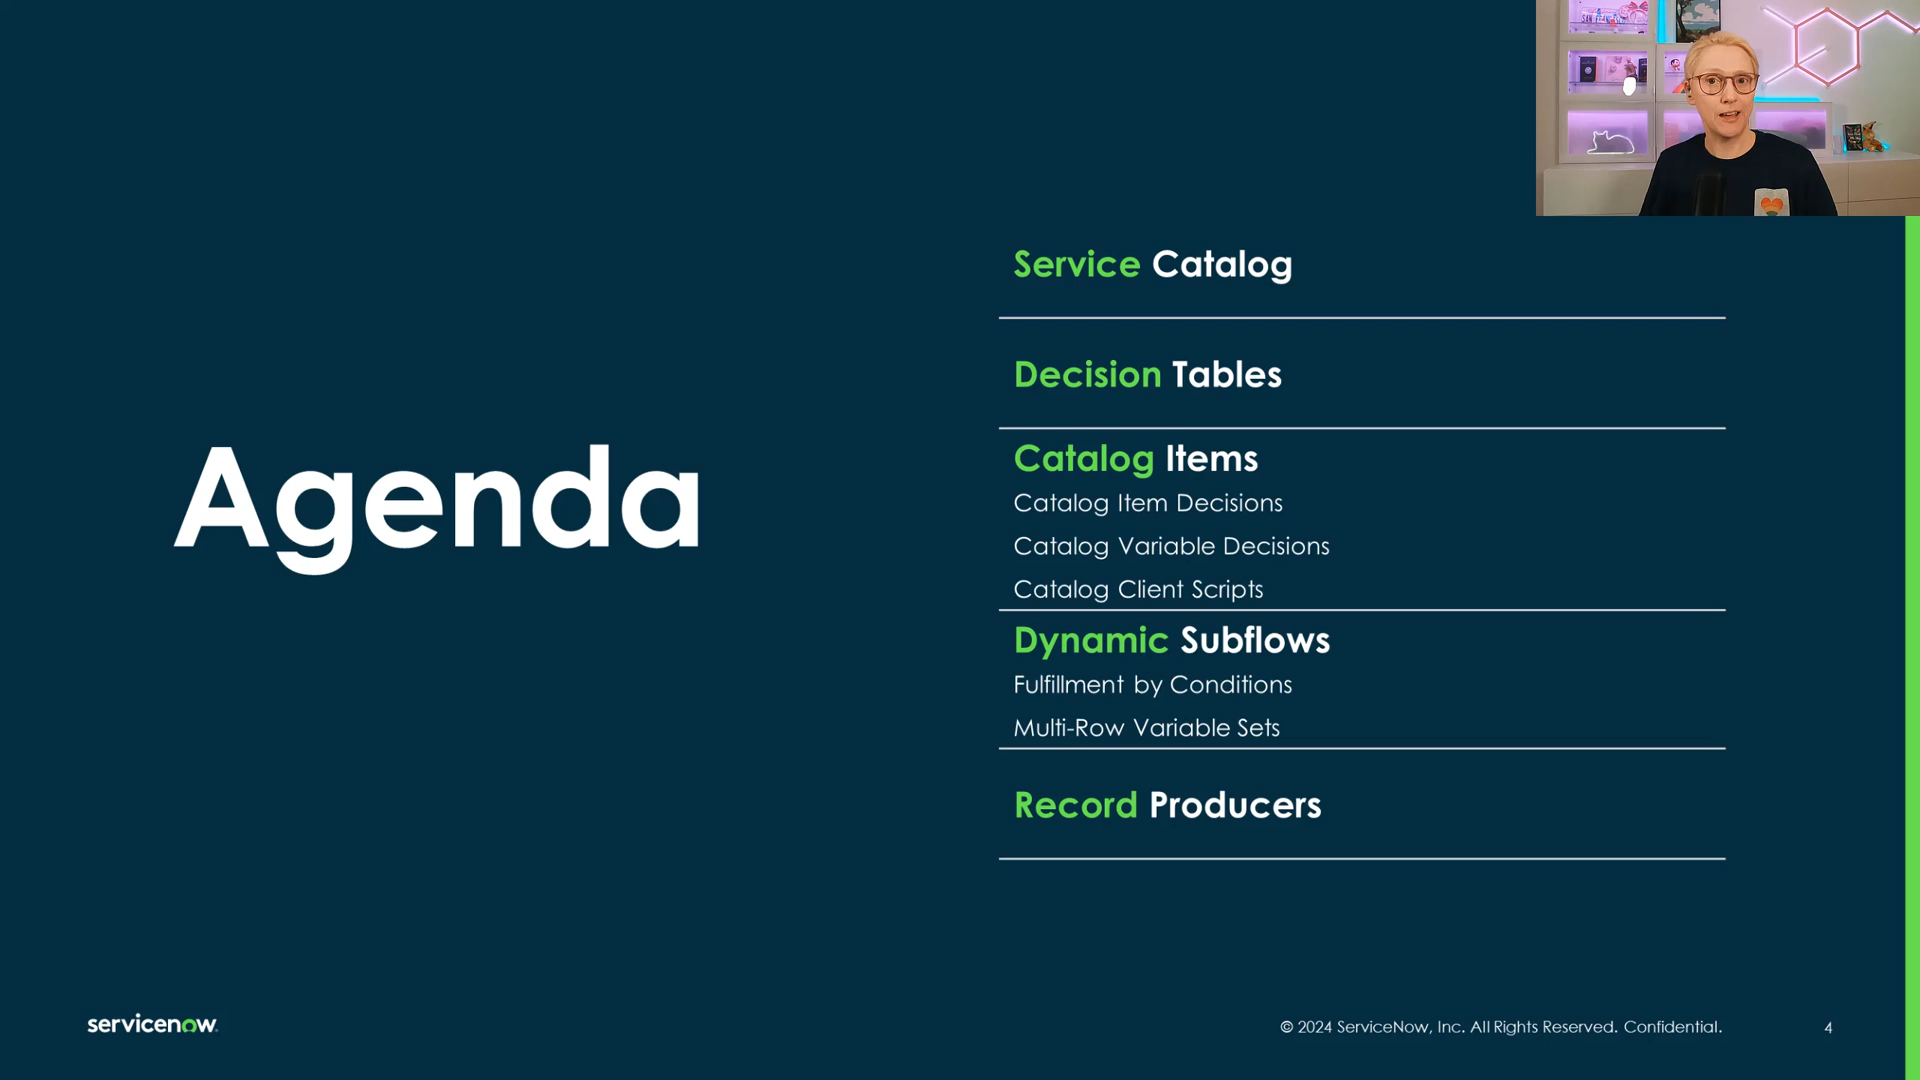 Agenda
Service Catalog
Decision Tables
Catalog Items
Catalog Item Decisions
Catalog Variable Decisions
Catalog Client Scripts
Dynamic Subflows
Fulfillment by Conditions
Multi-Row Variable Sets
Record Producers
servicenow
© 2024 ServiceNow, Inc. All Rights Reserved. Confidential.
4